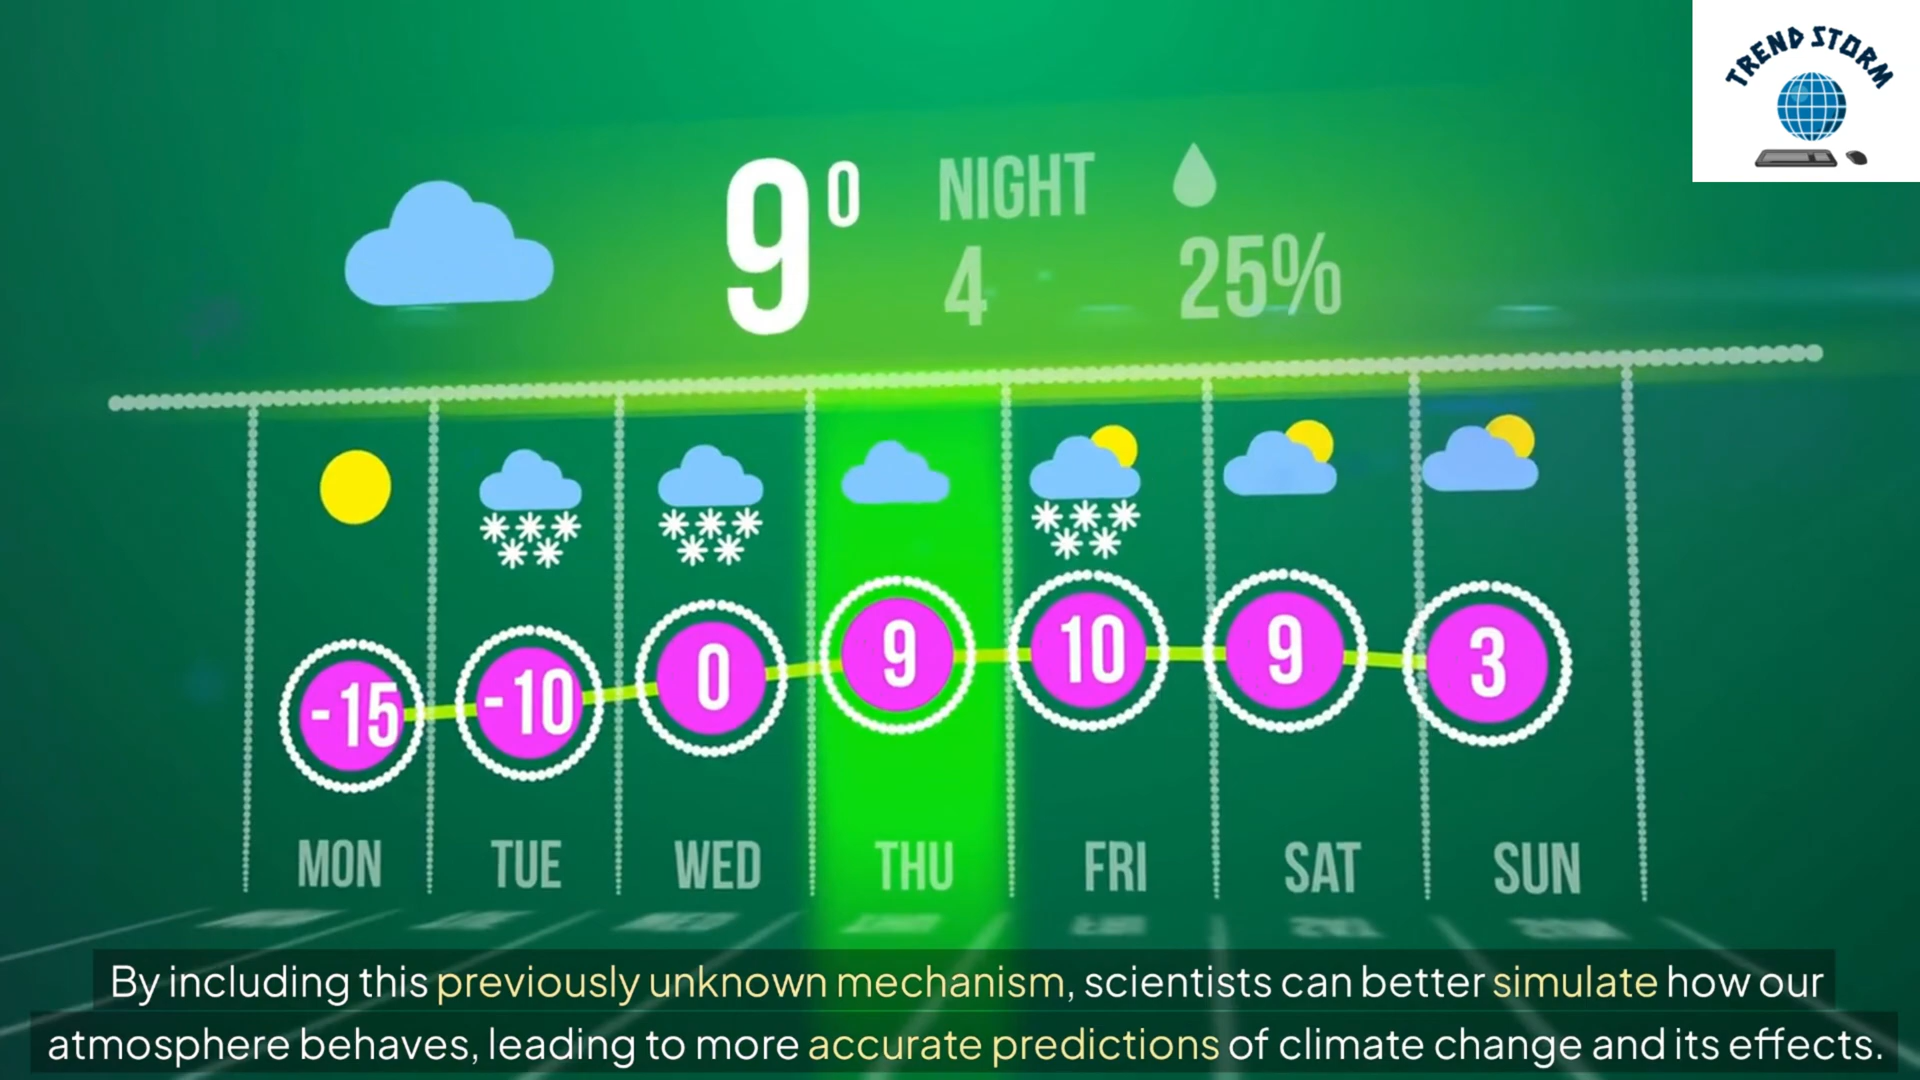 TREND STORM
9° NIGHT
4 25%
-15 -10 0 9 10 9 3
MON TUE WED THU FRI SAT SUN
By including this previously unknown mechanism, scientists can better simulate how our
atmosphere behaves, leading to more accurate predictions of climate change and its effects.